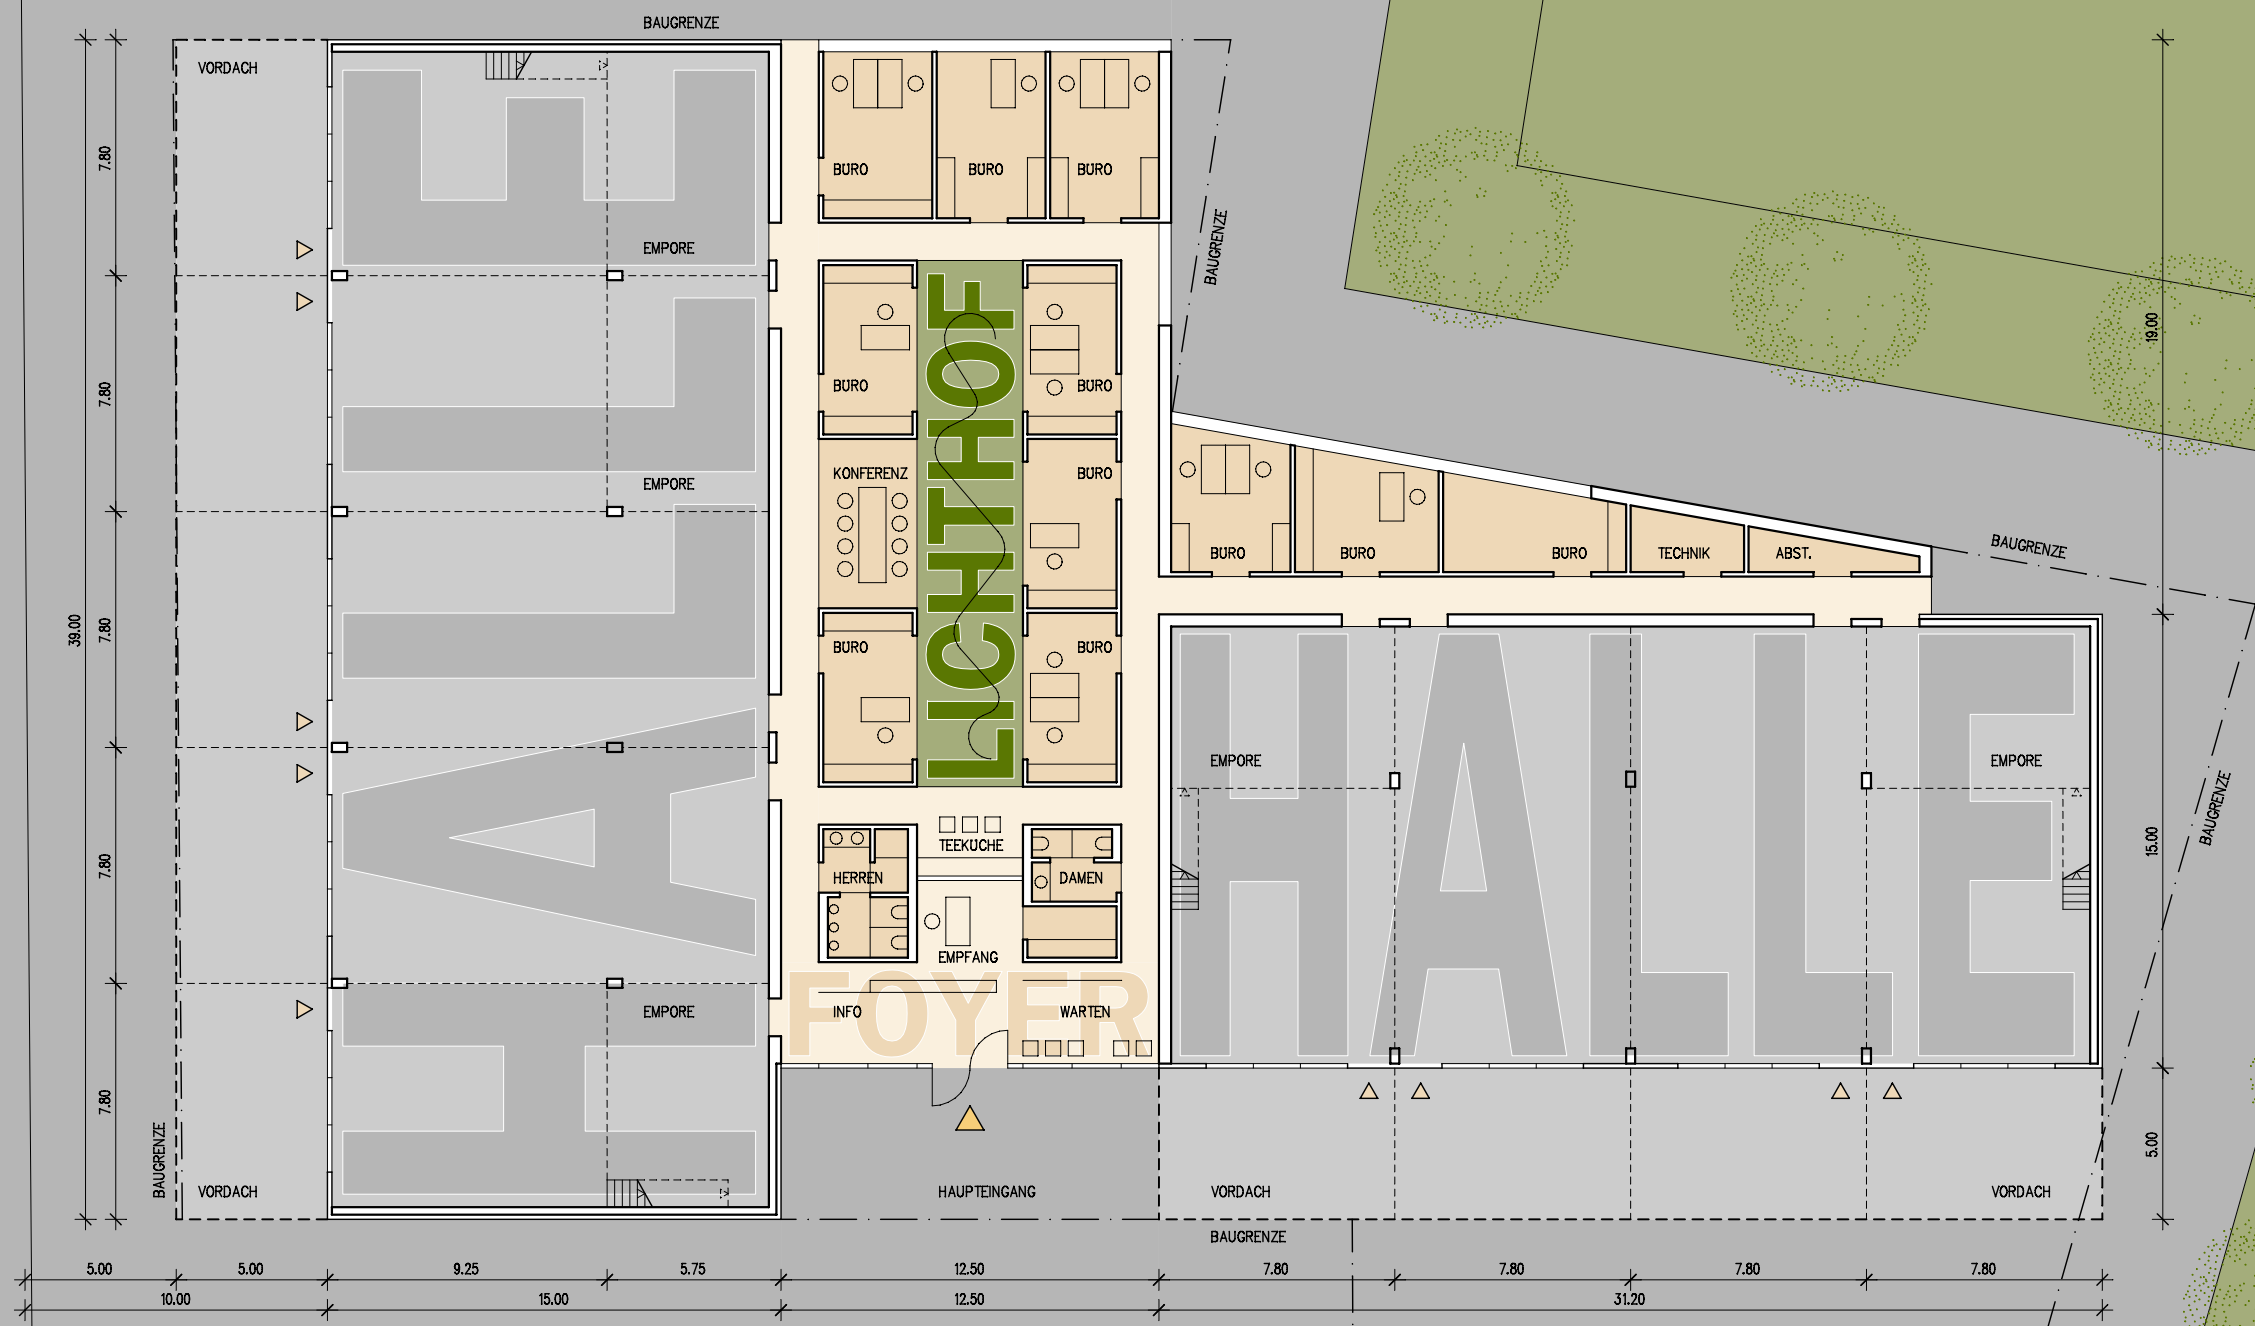 BAUGRENZE
VORDACH
BÜRO
BÜRO
BÜRO
7.80
BAUGRENZE
EMPORE
19.00
7.80
BÜRO
BÜRO
LICHTHOF
KONFERENZ
BÜRO
EMPORE
BÜRO
BÜRO
BÜRO
TECHNIK
ABST.
BAUGRENZE
39.00
7.80
BÜRO
BÜRO
HALLE
HALLE
EMPORE
EMPORE
BAUGRENZE
7.80
TEEKÜCHE
15.00
HERREN
DAMEN
EMPFANG
FOYER
EMPORE
INFO
WARTEN
7.80
BAUGRENZE
5.00
VORDACH
HAUPTEINGANG
VORDACH
VORDACH
BAUGRENZE
5.00
5.00
9.25
5.75
12.50
7.80
7.80
7.80
7.80
10.00
15.00
12.50
31.20